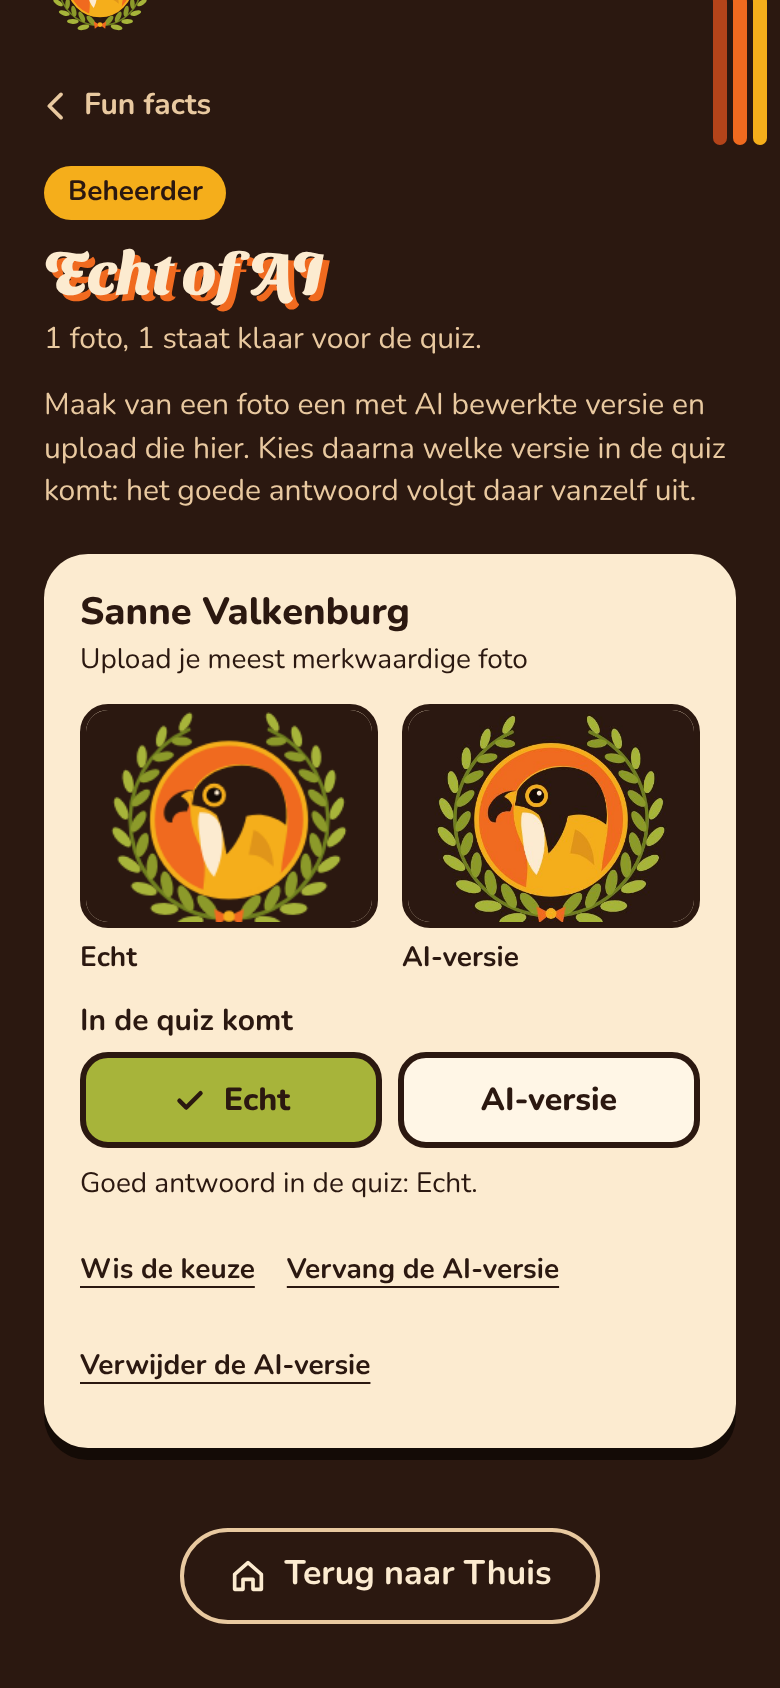 Fun facts
Beheerder
Echt of AI
1 foto, 1 staat klaar voor de quiz.
Maak van een foto een met AI bewerkte versie en
upload die hier. Kies daarna welke versie in de quiz
komt: het goede antwoord volgt daar vanzelf uit.
Sanne Valkenburg
Upload je meest merkwaardige foto
Echt
AI-versie
In de quiz komt
Echt
AI-versie
Goed antwoord in de quiz: Echt.
Wis de keuze
Vervang de AI-versie
Verwijder de AI-versie
Terug naar Thuis